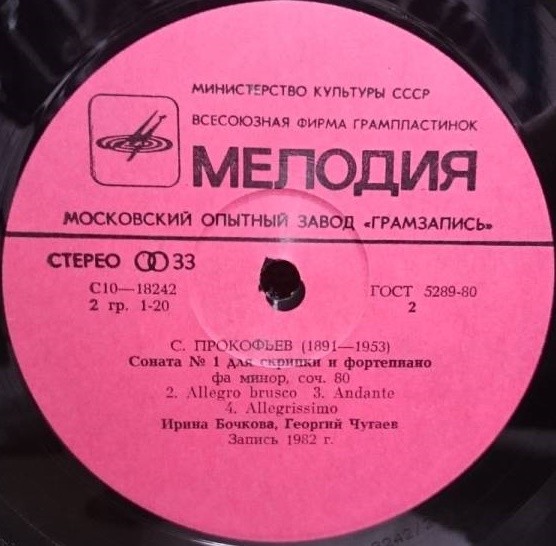 МИНИСТЕРСТВО КУЛЬТУРЫ СССР
ВСЕСОЮЗНАЯ ФИРМА ГРАМПЛАСТИНОК
МЕЛОДИЯ
МОСКОВСКИЙ ОПЫТНЫЙ ЗАВОД «ГРАМЗАПИСЬ»
СТЕРЕО 33
С10—18242
2 гр. 1-20
ГОСТ 5289-80
2
С. ПРОКОФЬЕВ (1891—1953)
Соната № 1 для скрипки и фортепиано
фа минор, соч. 80
2. Allegro brusco 3. Andante
4. Allegrissimo
Ирина Бочкова, Георгий Чугаев
Запись 1982 г.